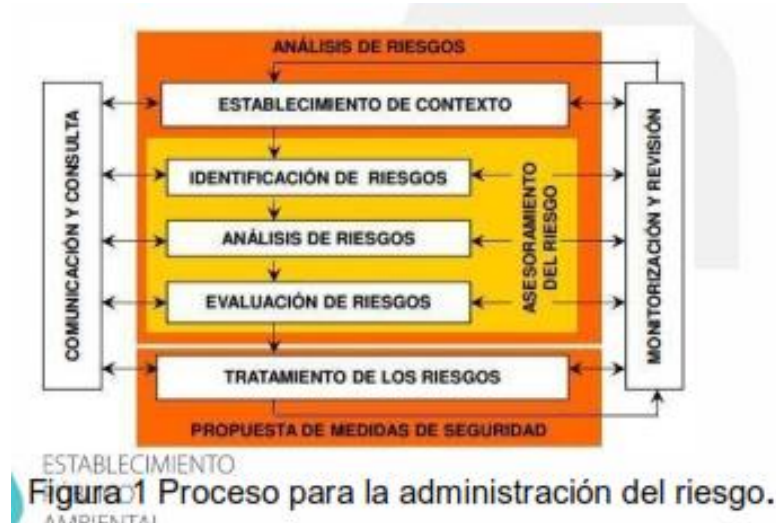 ANÁLISIS DE RIESGOS
ESTABLECIMIENTO DE CONTEXTO
COMUNICACIÓN Y CONSULTA
IDENTIFICACIÓN DE RIESGOS
ANÁLISIS DE RIESGOS
EVALUACIÓN DE RIESGOS
ASESORAMIENTO
DEL RIESGO
MONITORIZACIÓN Y REVISIÓN
TRATAMIENTO DE LOS RIESGOS
PROPUESTA DE MEDIDAS DE SEGURIDAD
ESTABLECIMIENTO
Figura 1 Proceso para la administración del riesgo.
AMBIENTAL